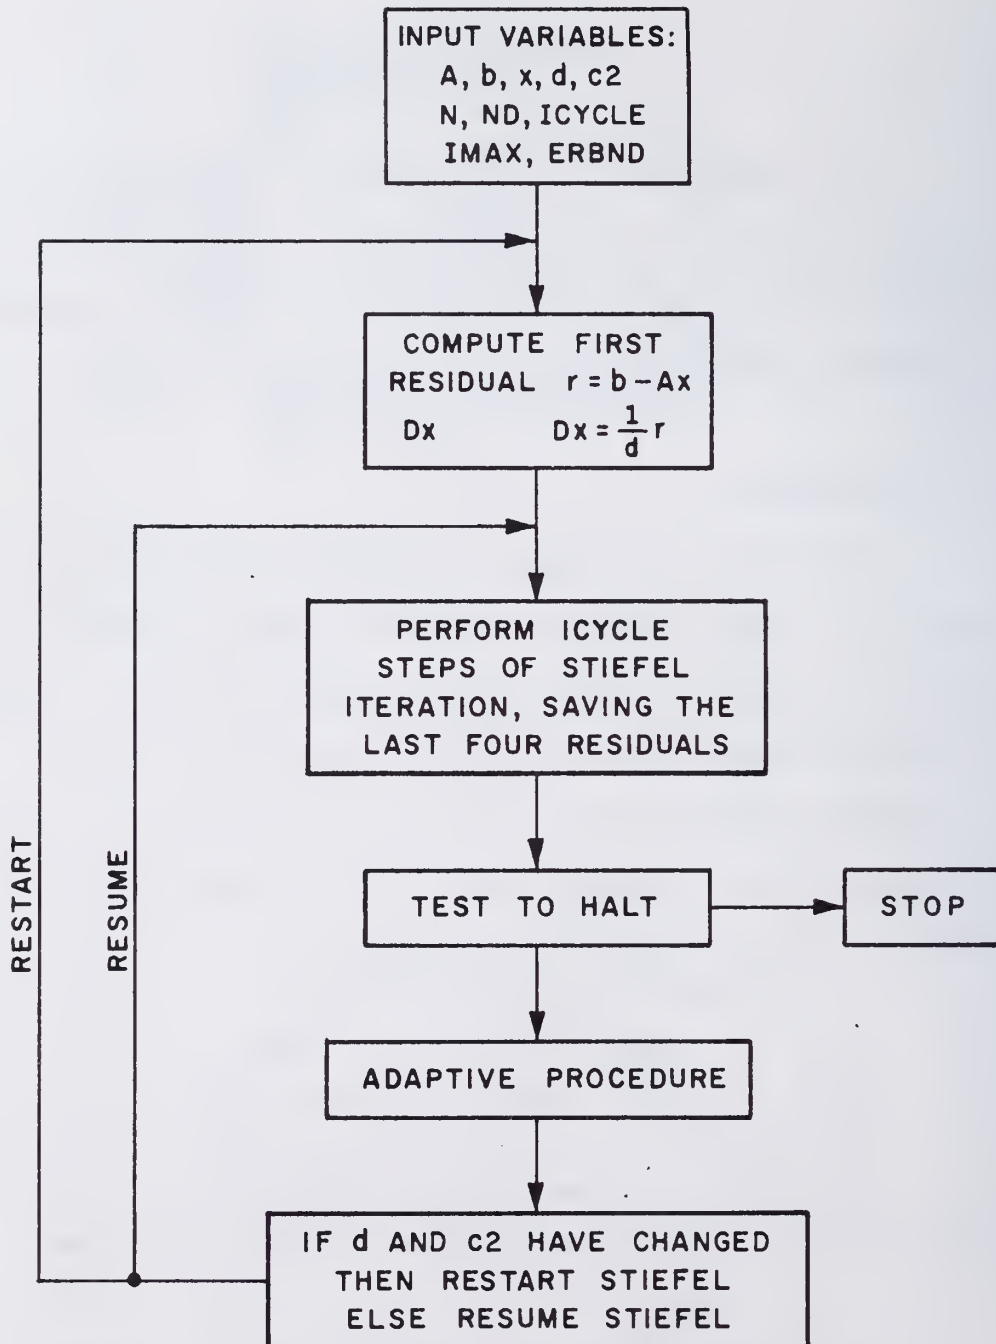 INPUT VARIABLES:
A, b, x, d, c2
N, ND, ICYCLE
IMAX, ERBND
COMPUTE FIRST
RESIDUAL r = b - Ax
Dx Dx = 1/d r
PERFORM ICYCLE
STEPS OF STIEFEL
ITERATION, SAVING THE
LAST FOUR RESIDUALS
TEST TO HALT
STOP
RESTART
RESUME
ADAPTIVE PROCEDURE
IF d AND c2 HAVE CHANGED
THEN RESTART STIEFEL
ELSE RESUME STIEFEL